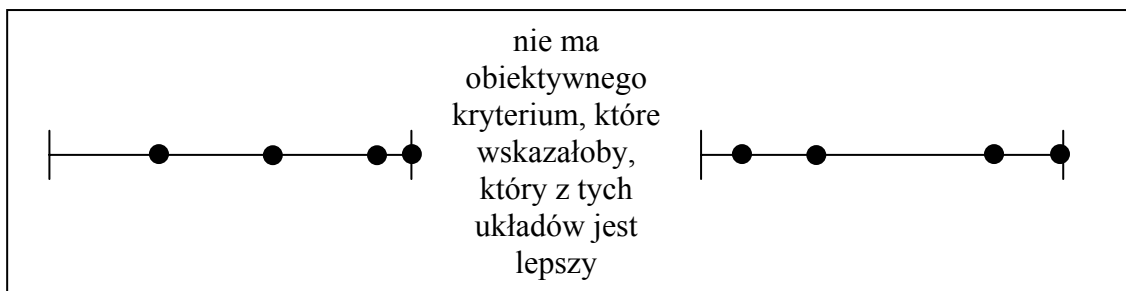 nie ma
obiektywnego
kryterium, które
wskazałoby,
który z tych
układów jest
lepszy